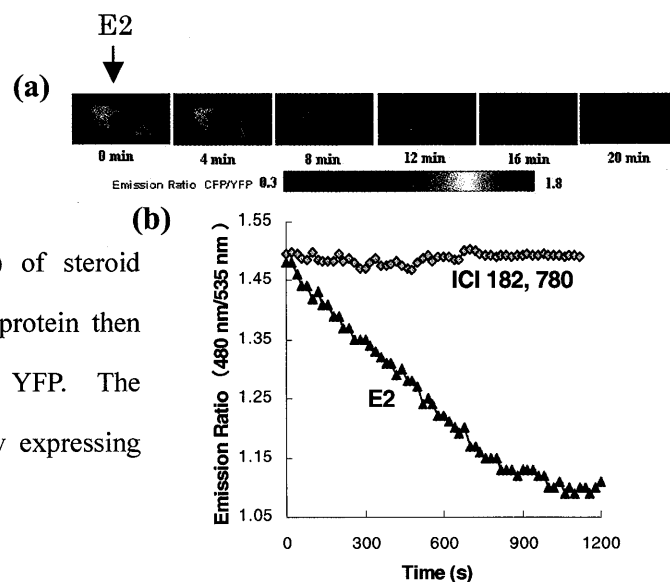 E2
(a)
0 min 4 min 8 min 12 min 16 min 20 min
Emission Ratio CFP/YFP 0.3 1.8
(b)
) of steroid
protein then
YFP. The
expressing
Emission Ratio (480 nm/535 nm)
1.55
1.45
1.35
1.25
1.15
1.05
ICI 182, 780
E2
0 300 600 900 1200
Time (s)